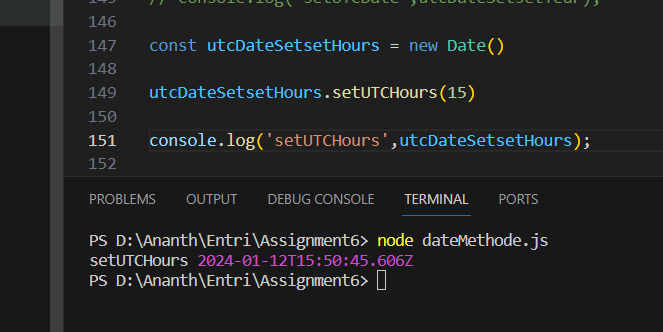 145 // console.log('setUTCDate',utcDateSetsetYear);
146
147 const utcDateSetsetHours = new Date()
148
149 utcDateSetsetHours.setUTCHours(15)
150
151 console.log('setUTCHours',utcDateSetsetHours);
152
PROBLEMS OUTPUT DEBUG CONSOLE TERMINAL PORTS
PS D:\Ananth\Entri\Assignment6> node dateMethode.js
setUTCHours 2024-01-12T15:50:45.606Z
PS D:\Ananth\Entri\Assignment6>